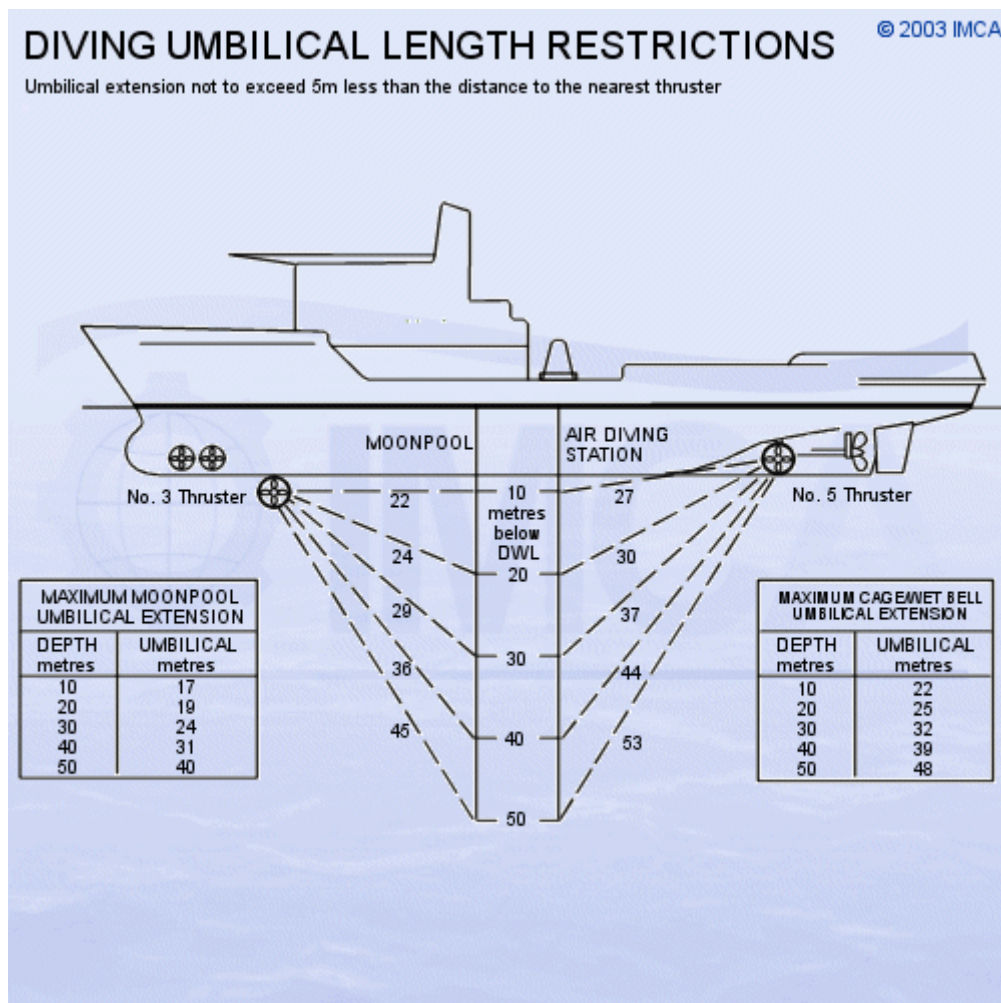 DIVING UMBILICAL LENGTH RESTRICTIONS
© 2003 IMCA
Umbilical extension not to exceed 5m less than the distance to the nearest thruster
MOONPOOL
AIR DIVING
STATION
No. 3 Thruster
No. 5 Thruster
22
10
27
metres
below
DWL
24
20
30
29
30
37
36
44
45
40
53
50
MAXIMUM MOONPOOL
UMBILICAL EXTENSION
DEPTH UMBILICAL
metres metres
10 17
20 19
30 24
40 31
50 40
MAXIMUM CAGE/WET BELL
UMBILICAL EXTENSION
DEPTH UMBILICAL
metres metres
10 22
20 25
30 32
40 39
50 48
IMCA